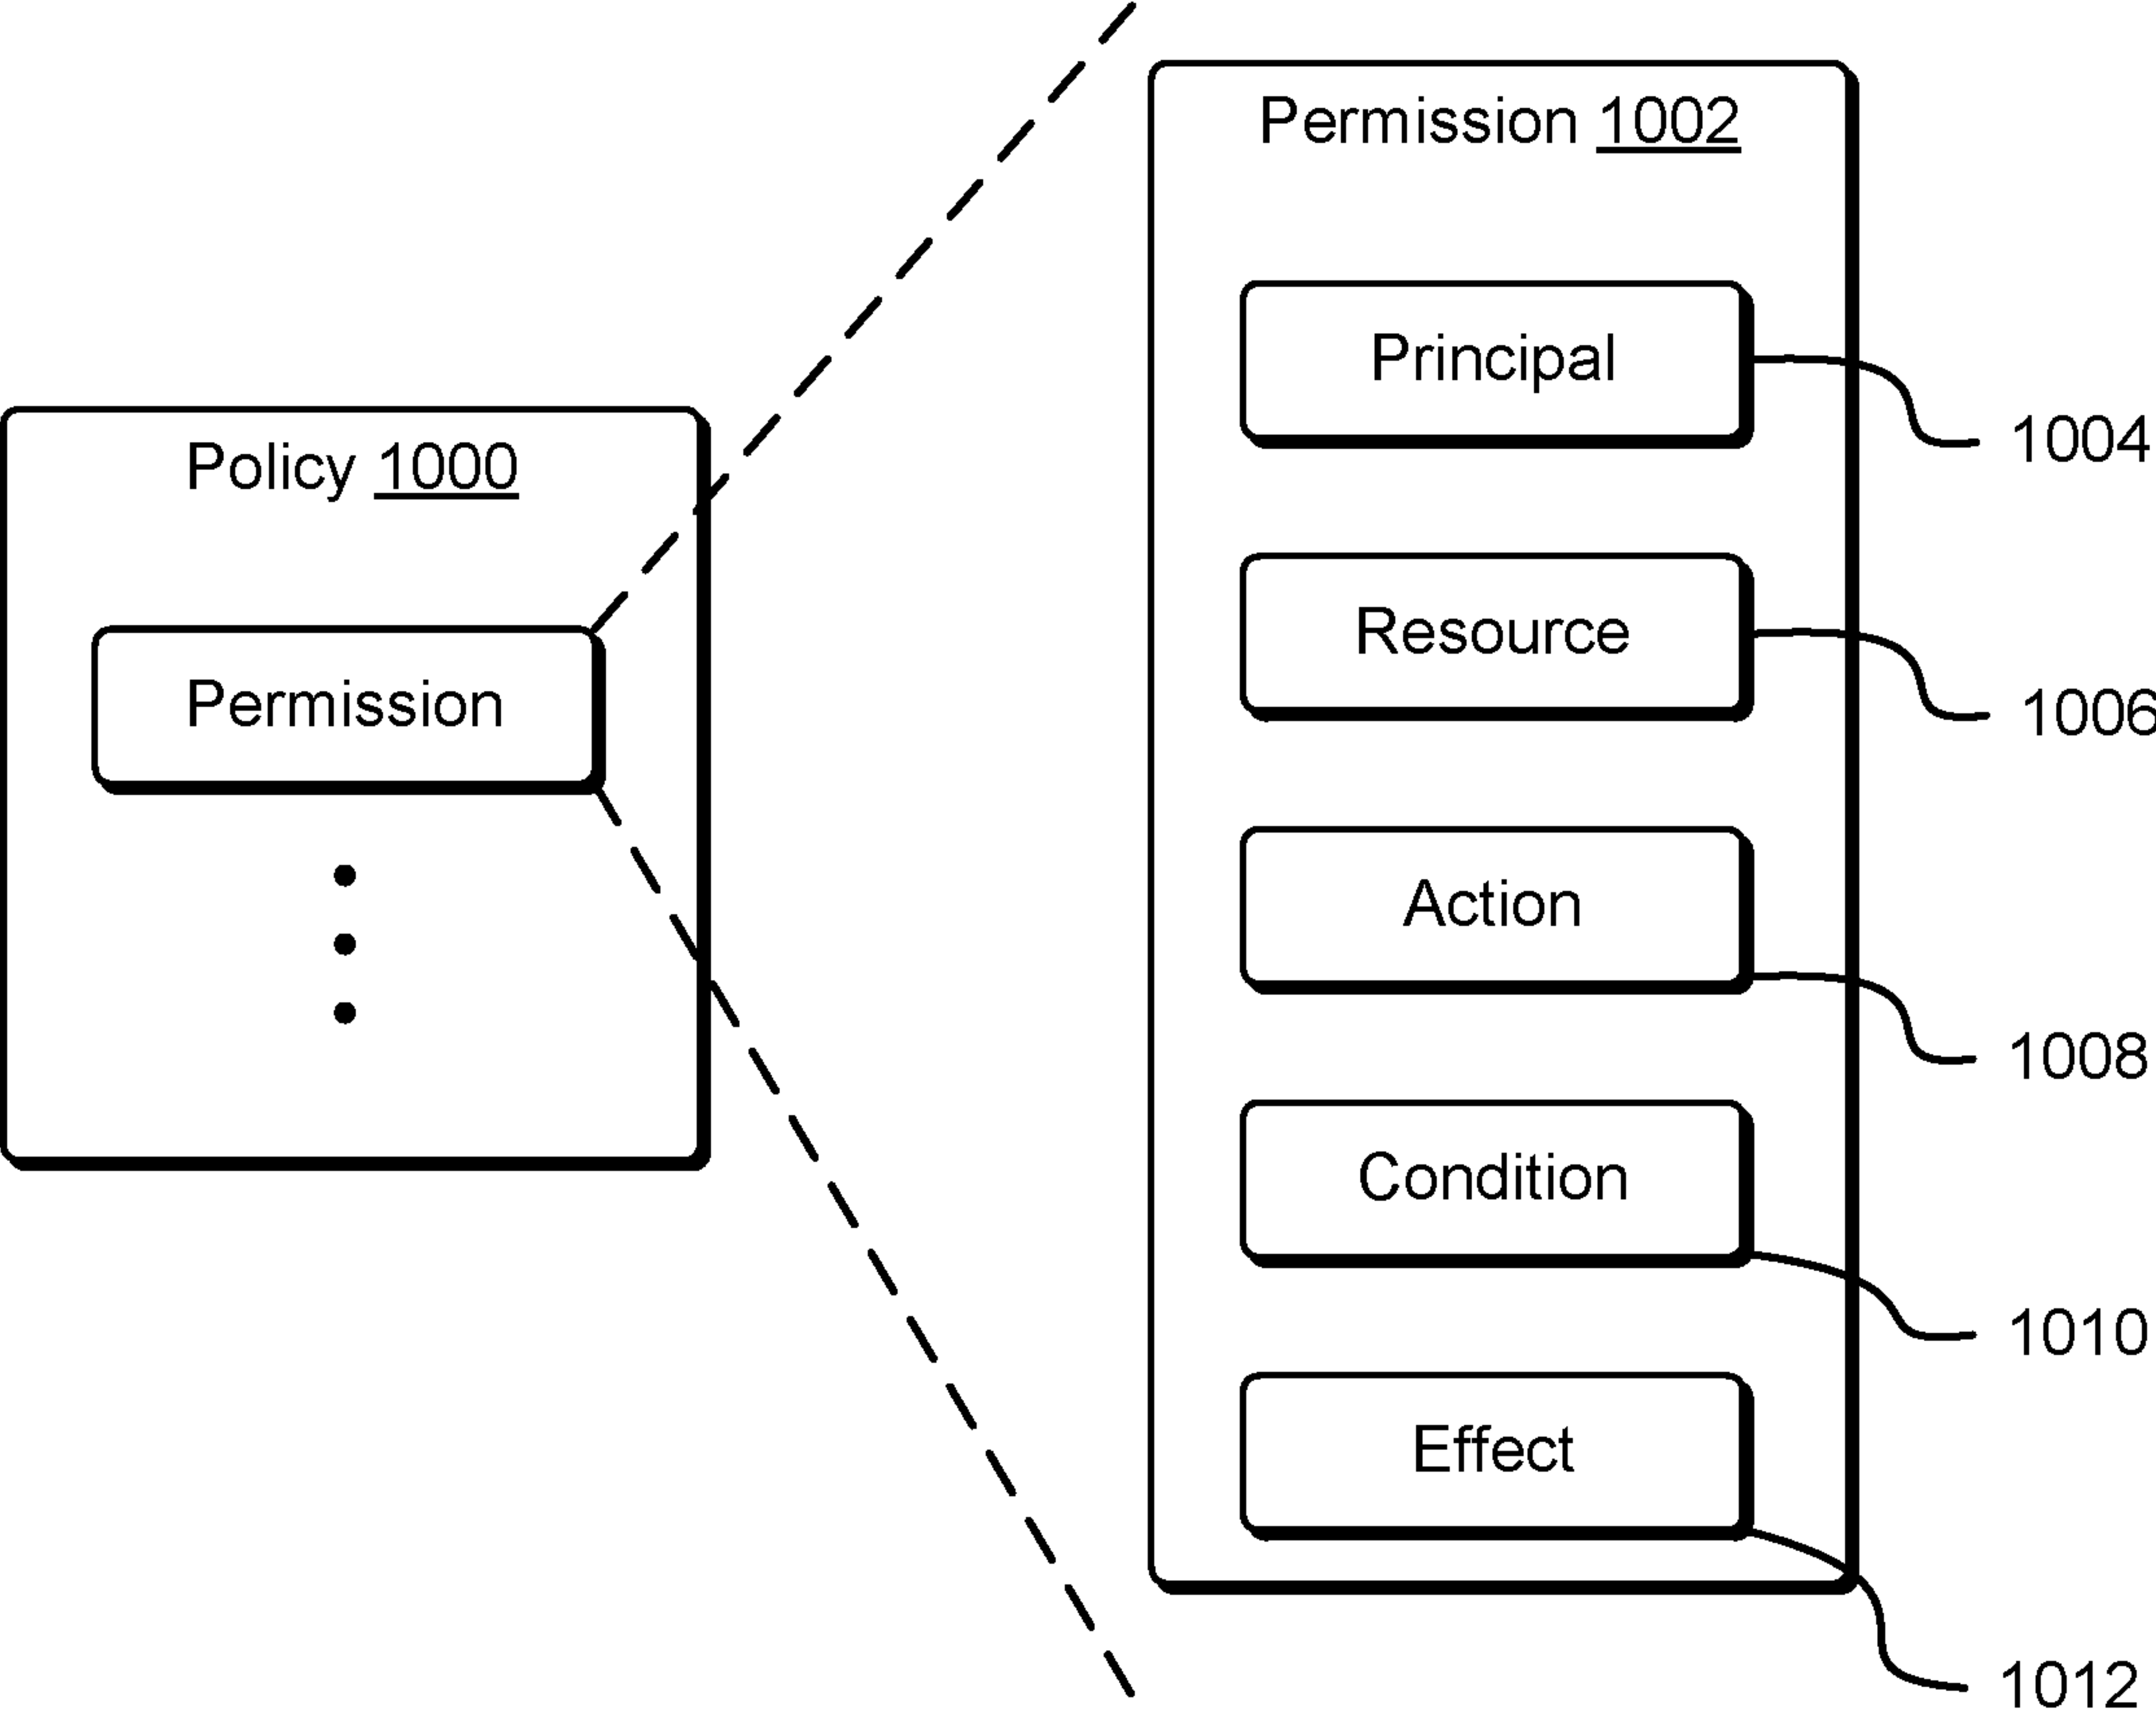 Policy 1000
Permission
Permission 1002
Principal
1004
Resource
1006
Action
1008
Condition
1010
Effect
1012